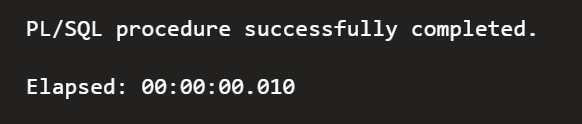 PL/SQL procedure successfully completed.
Elapsed: 00:00:00.010